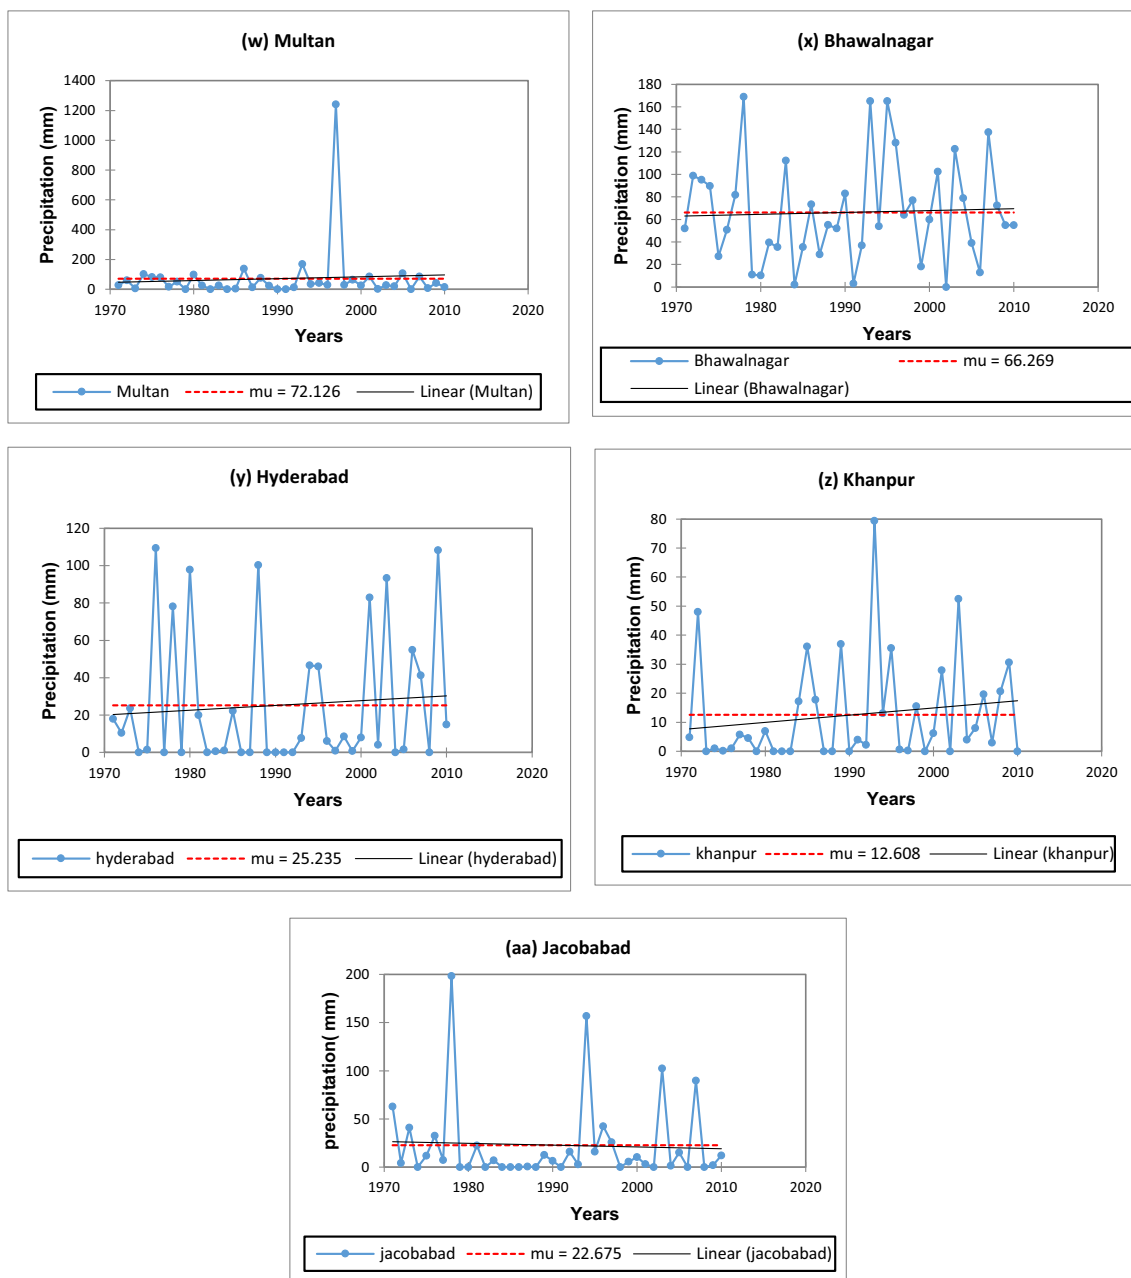 (w) Multan
Precipitation (mm)
1400
1200
1000
800
600
400
200
0
1970 1980 1990 2000 2010 2020
Years
Multan mu = 72.126 Linear (Multan)
(x) Bhawalnagar
Precipitation (mm)
180
160
140
120
100
80
60
40
20
0
1970 1980 1990 2000 2010 2020
Years
Bhawalnagar mu = 66.269
Linear (Bhawalnagar)
(y) Hyderabad
Precipitation (mm)
120
100
80
60
40
20
0
1970 1980 1990 2000 2010 2020
Years
hyderabad mu = 25.235 Linear (hyderabad)
(z) Khanpur
Precipitation (mm)
80
70
60
50
40
30
20
10
0
1970 1980 1990 2000 2010 2020
Years
khanpur mu = 12.608 Linear (khanpur)
(aa) Jacobabad
precipitation( mm)
200
150
100
50
0
1970 1980 1990 2000 2010 2020
Years
jacobabad mu = 22.675 Linear (jacobabad)